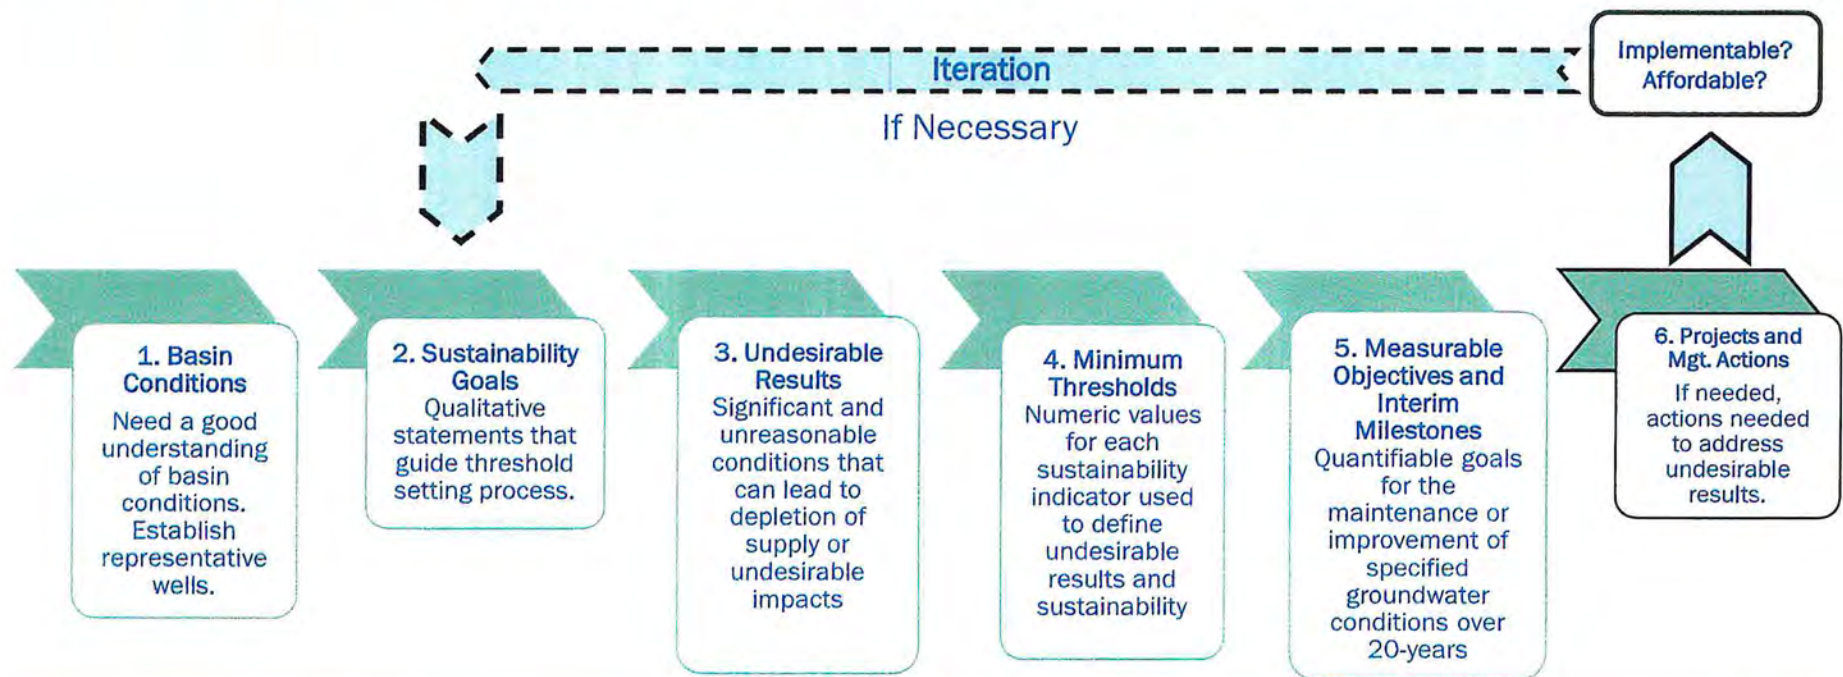 Implementable?
Affordable?
Iteration
If Necessary
1. Basin
Conditions
Need a good
understanding
of basin
conditions.
Establish
representative
wells.
2. Sustainability
Goals
Qualitative
statements that
guide threshold
setting process.
3. Undesirable
Results
Significant and
unreasonable
conditions that
can lead to
depletion of
supply or
undesirable
impacts
4. Minimum
Thresholds
Numeric values
for each
sustainability
indicator used
to define
undesirable
results and
sustainability
5. Measurable
Objectives and
Interim
Milestones
Quantifiable goals
for the
maintenance or
improvement of
specified
groundwater
conditions over
20-years
6. Projects and
Mgt. Actions
If needed,
actions needed
to address
undesirable
results.